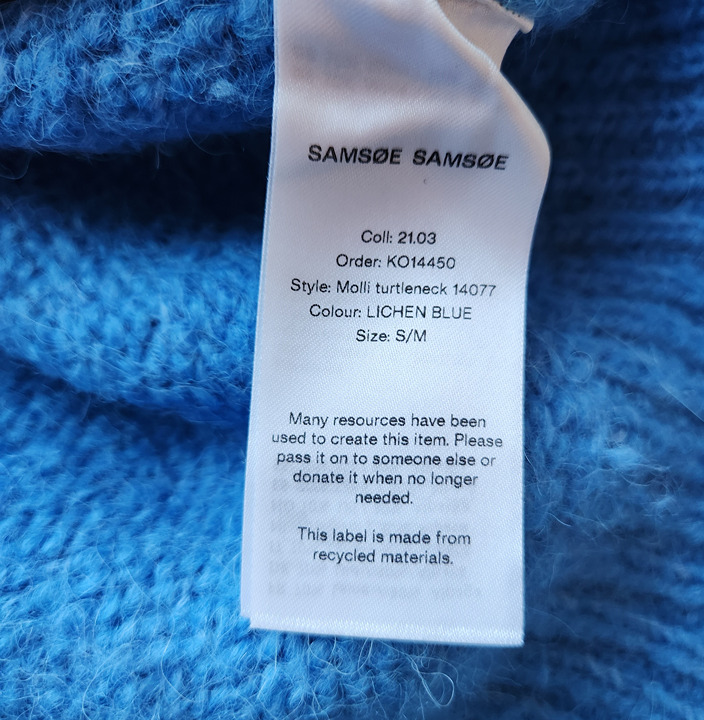 SAMSØE SAMSØE
Coll: 21.03
Order: KO14450
Style: Molli turtleneck 14077
Colour: LICHEN BLUE
Size: S/M
Many resources have been
used to create this item. Please
pass it on to someone else or
donate it when no longer
needed.
This label is made from
recycled materials.